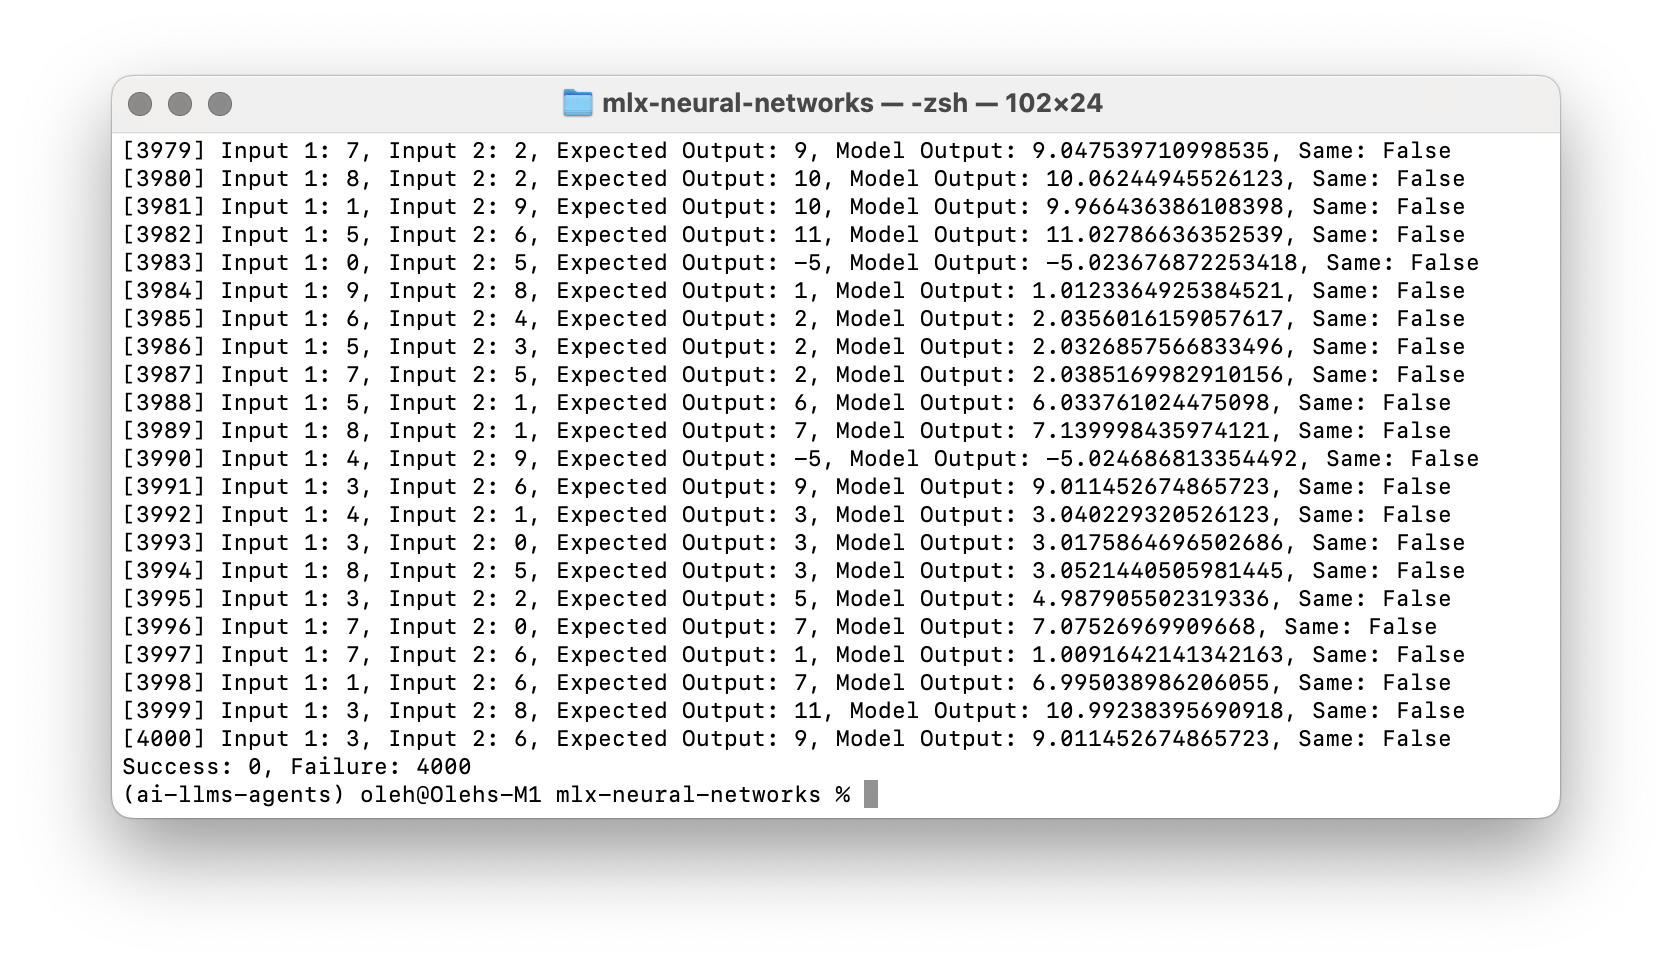 mlx-neural-networks — -zsh — 102×24
[3979] Input 1: 7, Input 2: 2, Expected Output: 9, Model Output: 9.047539710998535, Same: False
[3980] Input 1: 8, Input 2: 2, Expected Output: 10, Model Output: 10.06244945526123, Same: False
[3981] Input 1: 1, Input 2: 9, Expected Output: 10, Model Output: 9.966436386108398, Same: False
[3982] Input 1: 5, Input 2: 6, Expected Output: 11, Model Output: 11.02786636352539, Same: False
[3983] Input 1: 0, Input 2: 5, Expected Output: -5, Model Output: -5.023676872253418, Same: False
[3984] Input 1: 9, Input 2: 8, Expected Output: 1, Model Output: 1.0123364925384521, Same: False
[3985] Input 1: 6, Input 2: 4, Expected Output: 2, Model Output: 2.0356016159057617, Same: False
[3986] Input 1: 5, Input 2: 3, Expected Output: 2, Model Output: 2.0326857566833496, Same: False
[3987] Input 1: 7, Input 2: 5, Expected Output: 2, Model Output: 2.0385169982910156, Same: False
[3988] Input 1: 5, Input 2: 1, Expected Output: 6, Model Output: 6.033761024475098, Same: False
[3989] Input 1: 8, Input 2: 1, Expected Output: 7, Model Output: 7.139998435974121, Same: False
[3990] Input 1: 4, Input 2: 9, Expected Output: -5, Model Output: -5.024686813354492, Same: False
[3991] Input 1: 3, Input 2: 6, Expected Output: 9, Model Output: 9.011452674865723, Same: False
[3992] Input 1: 4, Input 2: 1, Expected Output: 3, Model Output: 3.040229320526123, Same: False
[3993] Input 1: 3, Input 2: 0, Expected Output: 3, Model Output: 3.0175864696502686, Same: False
[3994] Input 1: 8, Input 2: 5, Expected Output: 3, Model Output: 3.0521440505981445, Same: False
[3995] Input 1: 3, Input 2: 2, Expected Output: 5, Model Output: 4.987905502319336, Same: False
[3996] Input 1: 7, Input 2: 0, Expected Output: 7, Model Output: 7.07526969909668, Same: False
[3997] Input 1: 7, Input 2: 6, Expected Output: 1, Model Output: 1.0091642141342163, Same: False
[3998] Input 1: 1, Input 2: 6, Expected Output: 7, Model Output: 6.995038986206055, Same: False
[3999] Input 1: 3, Input 2: 8, Expected Output: 11, Model Output: 10.99238395690918, Same: False
[4000] Input 1: 3, Input 2: 6, Expected Output: 9, Model Output: 9.011452674865723, Same: False
Success: 0, Failure: 4000
(ai-llms-agents) oleh@Olehs-M1 mlx-neural-networks %